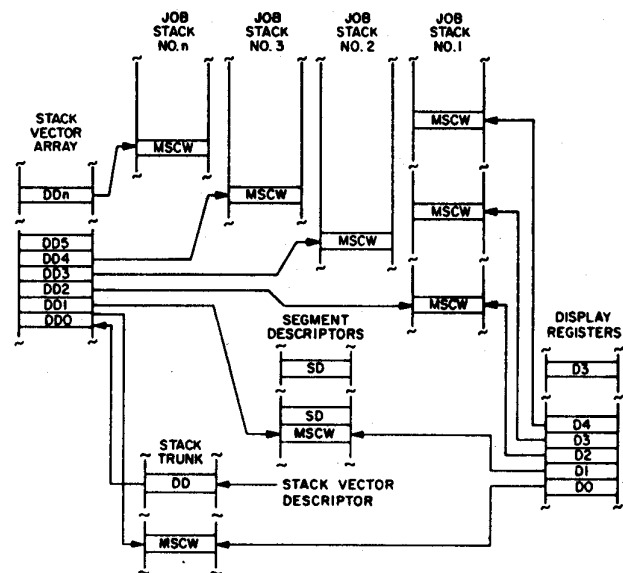 JOB
STACK
NO. n
JOB
STACK
NO. 3
JOB
STACK
NO. 2
JOB
STACK
NO. 1
MSCW
STACK
VECTOR
ARRAY
MSCW
DDn
MSCW
MSCW
MSCW
DD5
DD4
DD3
DD2
DD1
DD0
MSCW
SEGMENT
DESCRIPTORS
SD
SD
MSCW
DISPLAY
REGISTERS
D3
D4
D3
D2
D1
D0
STACK
TRUNK
DD
STACK VECTOR
DESCRIPTOR
MSCW